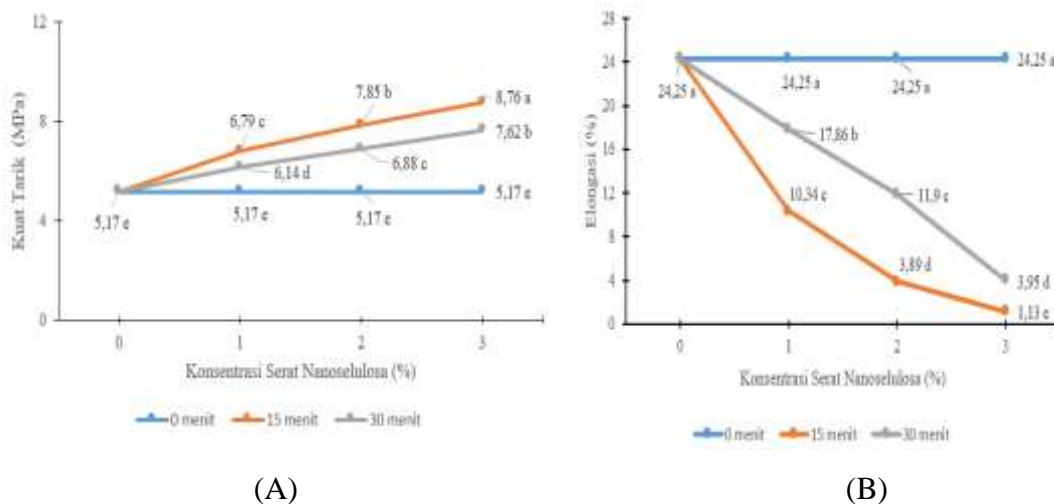 12
8
4
0
Kuat Tarik (MPa)
5,17 e
6,79 c
6,14 d
5,17 e
7,85 b
6,88 c
5,17 e
8,76 a
7,62 b
5,17 e
0 1 2 3
Konsentrasi Serat Nanoselulosa (%)
0 menit 15 menit 30 menit
(A)
28
24
20
16
12
8
4
0
Elongasi (%)
24,25 a
24,25 a
17,86 b
10,34 c
24,25 a
11,9 c
3,89 d
24,25 a
3,95 d
1,13 e
0 1 2 3
Konsentrasi Serat Nanoselulosa (%)
0 menit 15 menit 30 menit
(B)